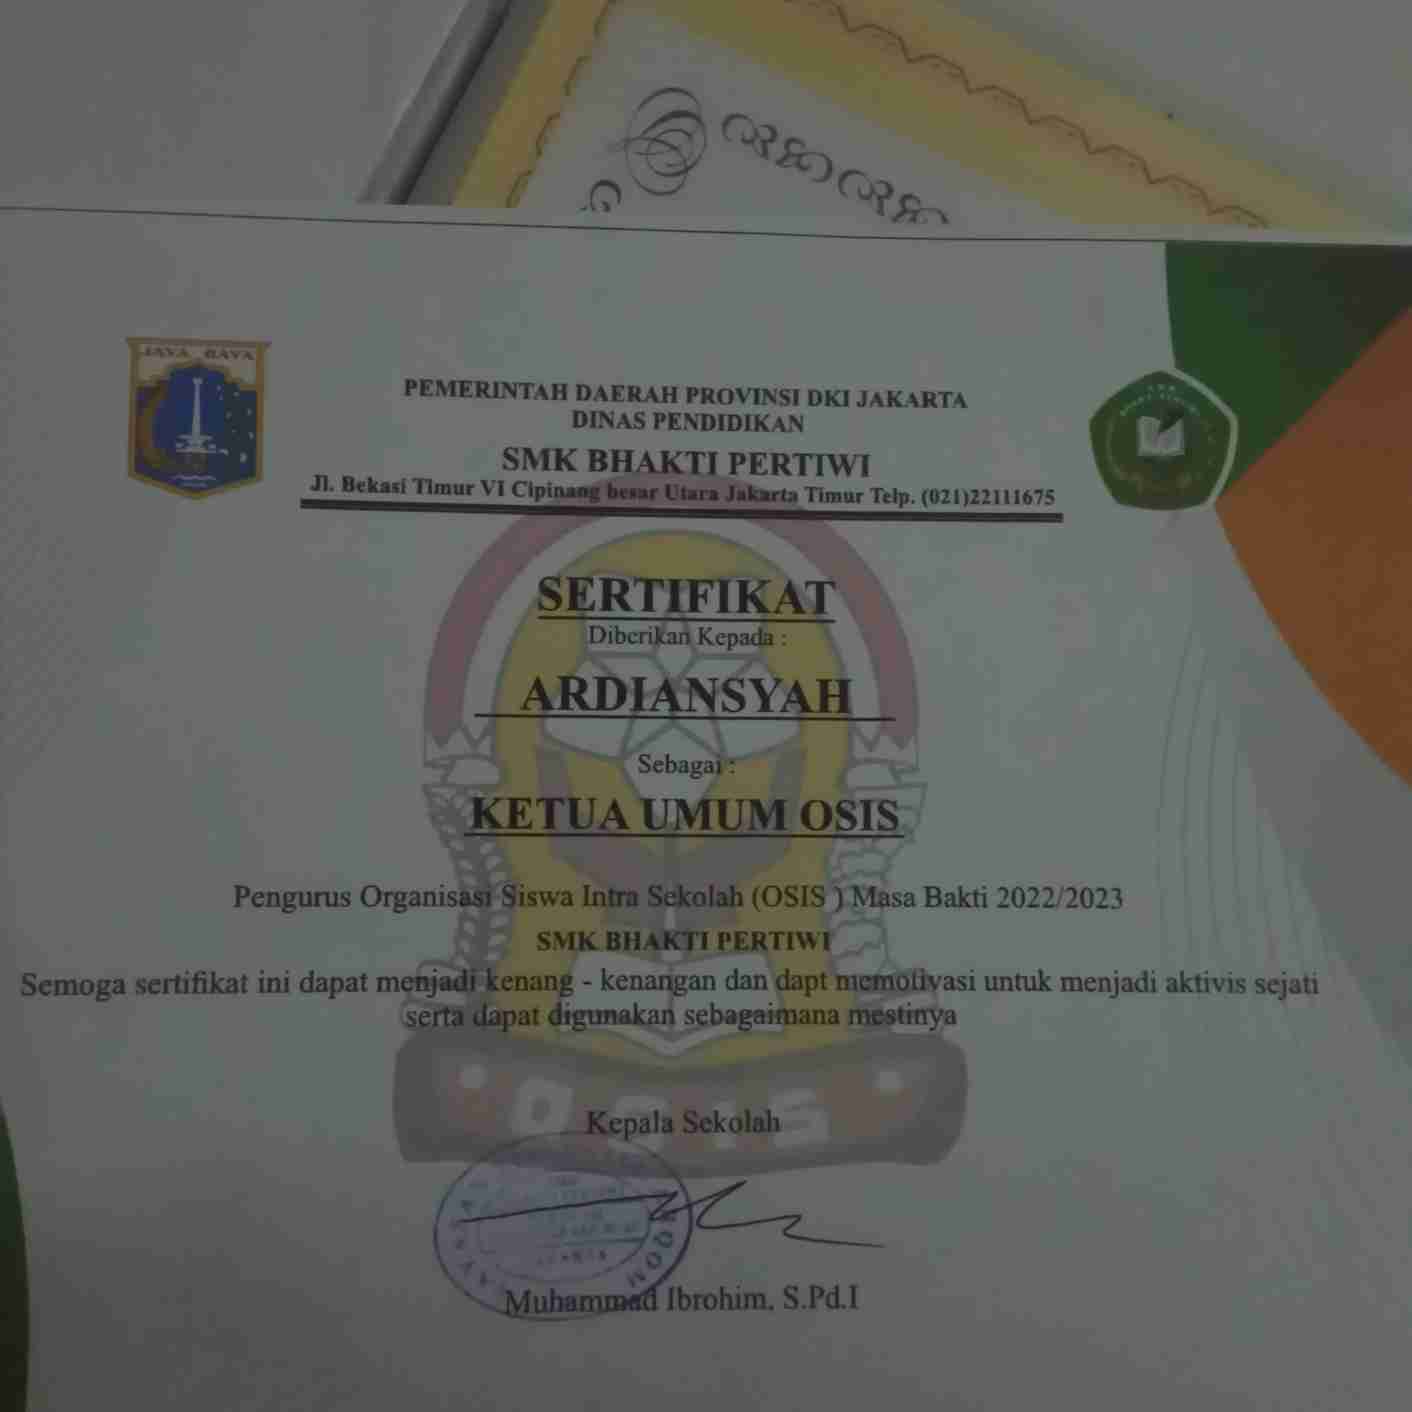 JAYA RAYA
PEMERINTAH DAERAH PROVINSI DKI JAKARTA
DINAS PENDIDIKAN
SMK BHAKTI PERTIWI
Jl. Bekasi Timur VI Cipinang besar Utara Jakarta Timur Telp. (021)22111675
SERTIFIKAT
Diberikan Kepada :
ARDIANSYAH
Sebagai :
KETUA UMUM OSIS
Pengurus Organisasi Siswa Intra Sekolah (OSIS ) Masa Bakti 2022/2023
SMK BHAKTI PERTIWI
Semoga sertifikat ini dapat menjadi kenang - kenangan dan dapt memotivasi untuk menjadi aktivis sejati
serta dapat digunakan sebagaimana mestinya
OSIS
Kepala Sekolah
Muhammad Ibrohim, S.Pd.I